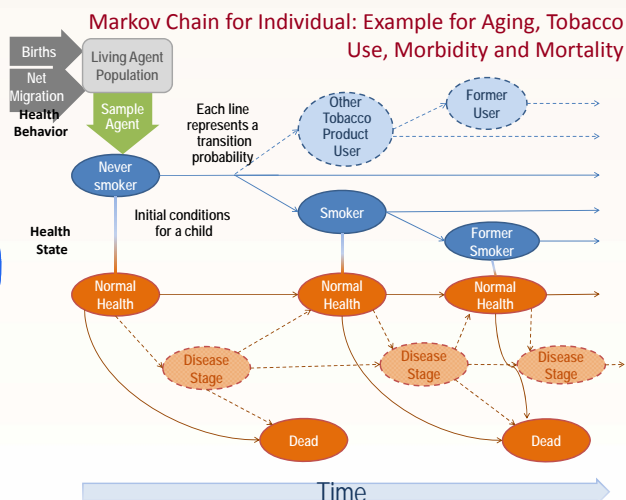 Markov Chain for Individual: Example for Aging, Tobacco
Use, Morbidity and Mortality
Births
Net
Migration
Living Agent
Population
Health
Behavior
Sample
Agent
Each line
represents a
transition
probability
Other
Tobacco
Product
User
Former
User
Never
smoker
Initial conditions
for a child
Smoker
Former
Smoker
Health
State
Normal
Health
Normal
Health
Normal
Health
Disease
Stage
Disease
Stage
Disease
Stage
Dead
Dead
Time